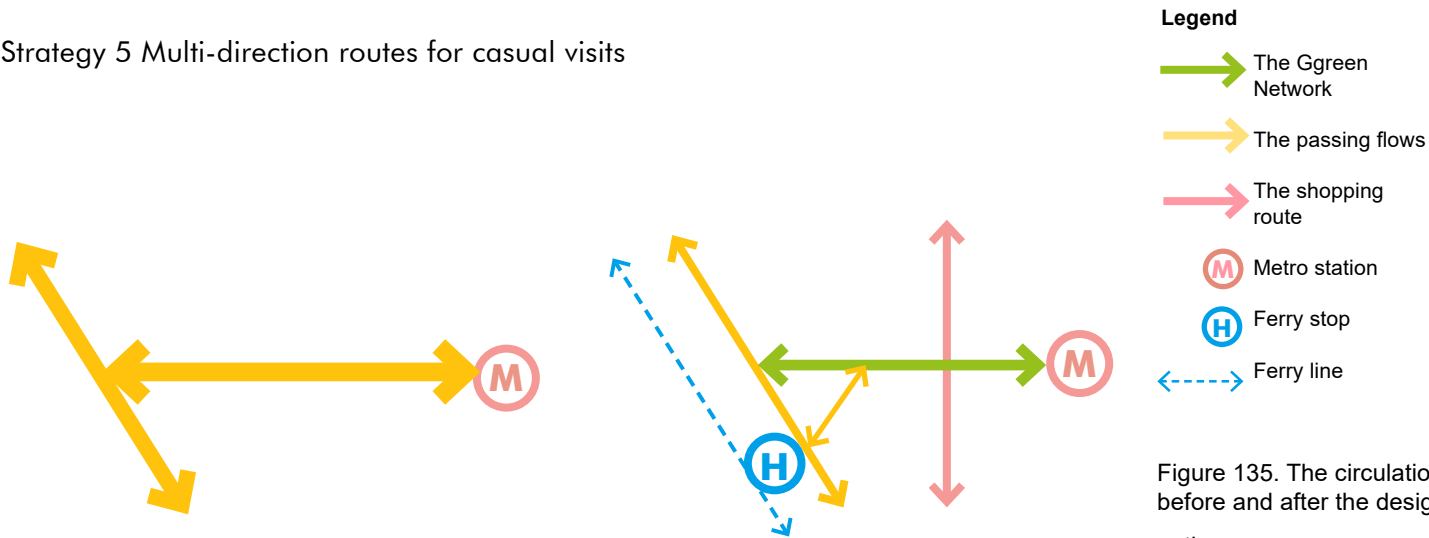 Strategy 5 Multi-direction routes for casual visits
M
H
M
Legend
The Ggreen
Network
The passing flows
The shopping
route
M Metro station
H Ferry stop
Ferry line
Figure 135. The circulatio
before and after the desig